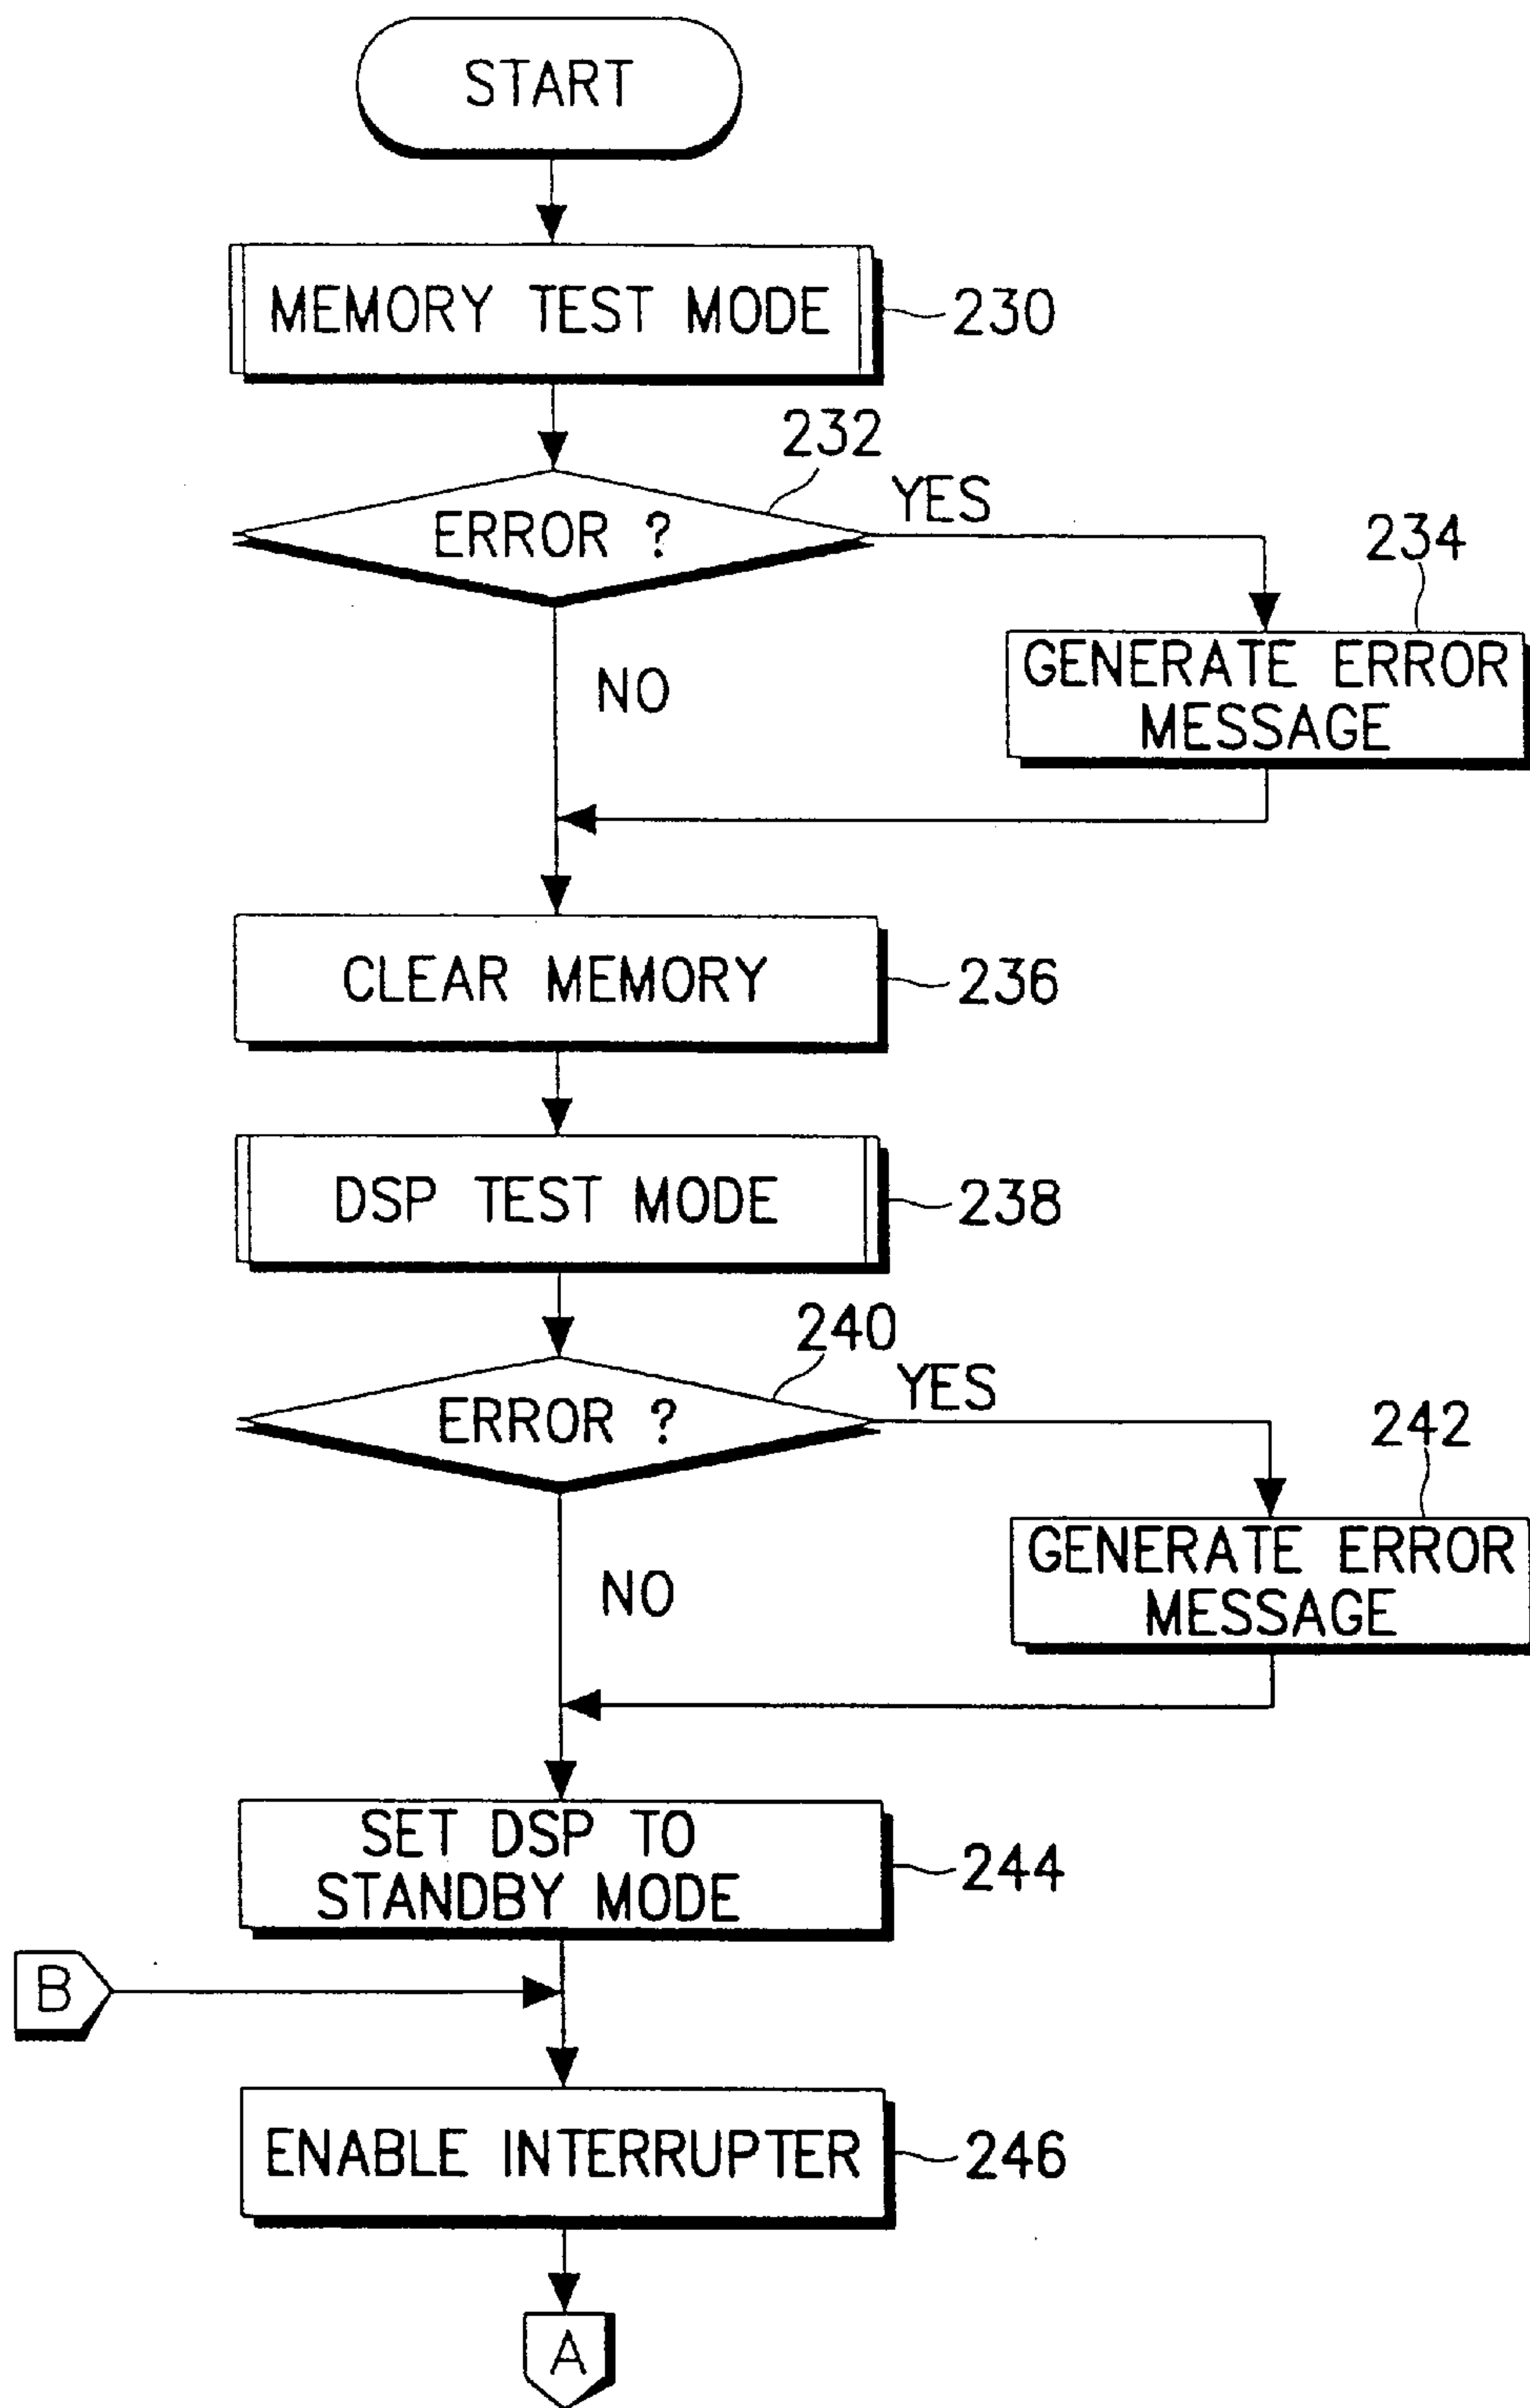 START
MEMORY TEST MODE
230
232
ERROR ?
YES
234
GENERATE ERROR
MESSAGE
NO
CLEAR MEMORY
236
DSP TEST MODE
238
240
ERROR ?
YES
242
GENERATE ERROR
MESSAGE
NO
SET DSP TO
STANDBY MODE
244
B
ENABLE INTERRUPTER
246
A